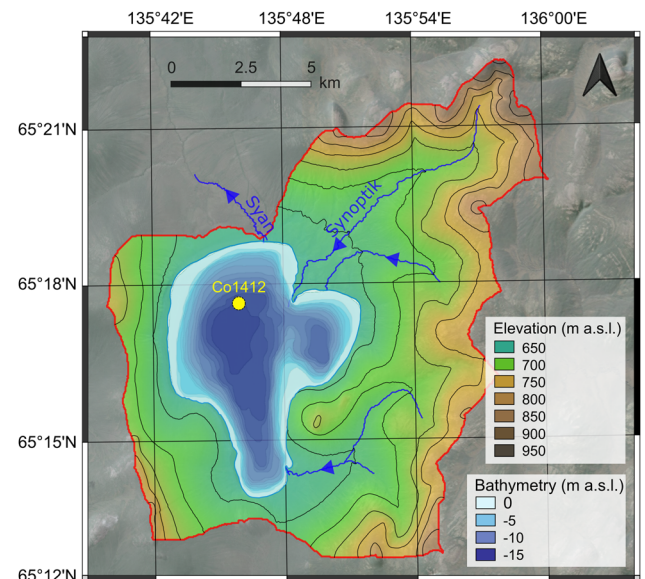 135°42'E 135°48'E 135°54'E 136°00'E
0 2.5 5
km
65°21'N
Syan
Synoptik
65°18'N
Co1412
Elevation (m a.s.l.)
650
700
750
800
850
900
950
65°15'N
Bathymetry (m a.s.l.)
0
-5
-10
-15
65°12'N